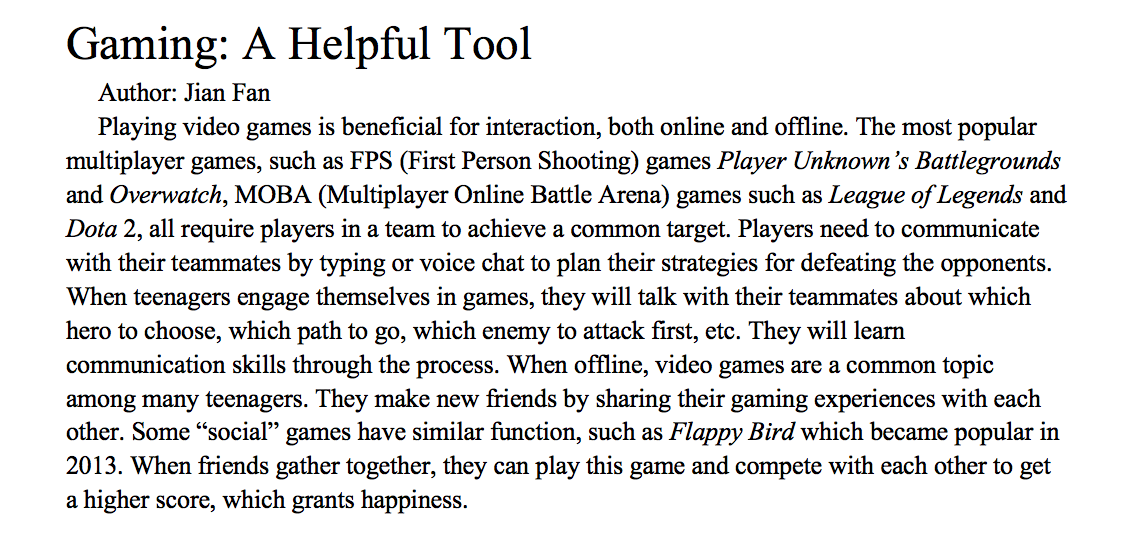 Gaming: A Helpful Tool
Author: Jian Fan
Playing video games is beneficial for interaction, both online and offline. The most popular
multiplayer games, such as FPS (First Person Shooting) games Player Unknown’s Battlegrounds
and Overwatch, MOBA (Multiplayer Online Battle Arena) games such as League of Legends and
Dota 2, all require players in a team to achieve a common target. Players need to communicate
with their teammates by typing or voice chat to plan their strategies for defeating the opponents.
When teenagers engage themselves in games, they will talk with their teammates about which
hero to choose, which path to go, which enemy to attack first, etc. They will learn
communication skills through the process. When offline, video games are a common topic
among many teenagers. They make new friends by sharing their gaming experiences with each
other. Some “social” games have similar function, such as Flappy Bird which became popular in
2013. When friends gather together, they can play this game and compete with each other to get
a higher score, which grants happiness.